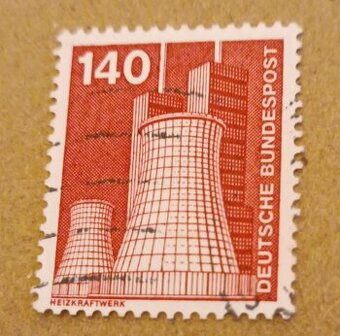 140
DEUTSCHE BUNDESPOST
HEIZKRAFTWERK